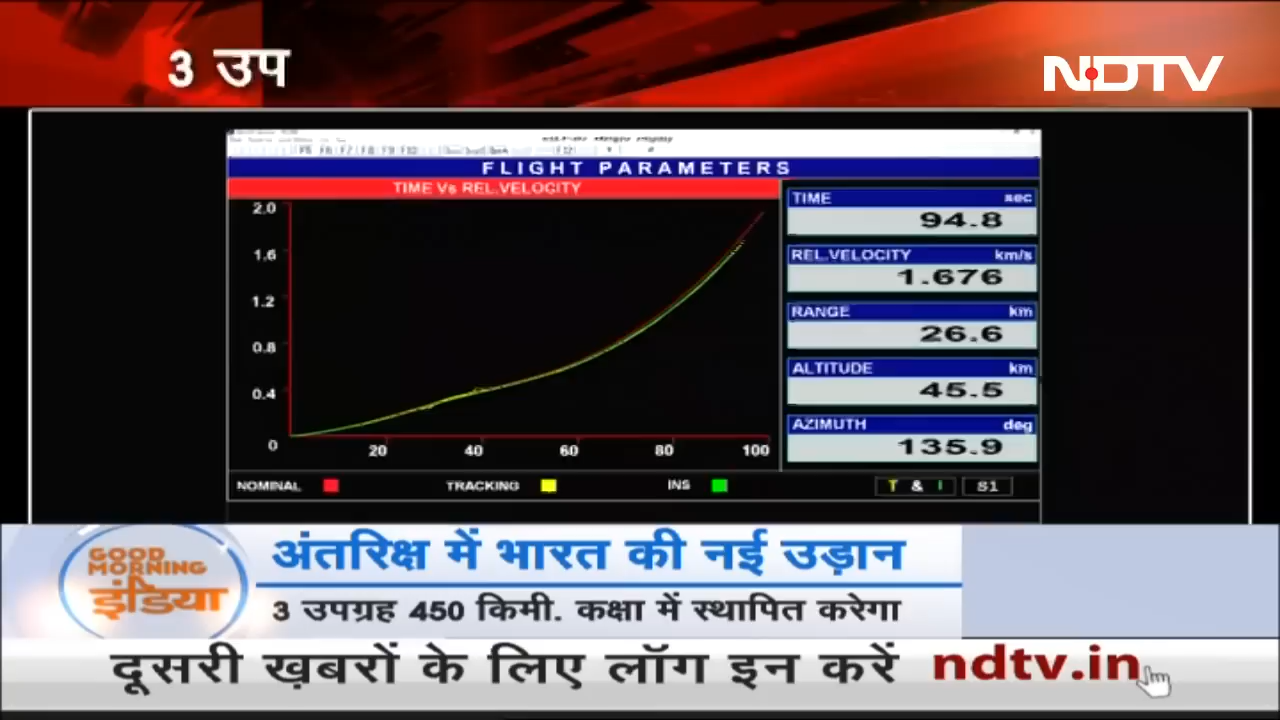 3 उप
NDTV
FLIGHT PARAMETERS
TIME Vs REL.VELOCITY
2.0
1.6
1.2
0.8
0.4
0
20
40
60
80
100
TIME sec
94.8
REL.VELOCITY km/s
1.676
RANGE km
26.6
ALTITUDE km
45.5
AZIMUTH deg
135.9
NOMINAL
TRACKING
INS
T & I
S1
GOOD
MORNING
इंडिया
अंतरिक्ष में भारत की नई उड़ान
3 उपग्रह 450 किमी. कक्षा में स्थापित करेगा
दूसरी ख़बरों के लिए लॉग इन करें ndtv.in